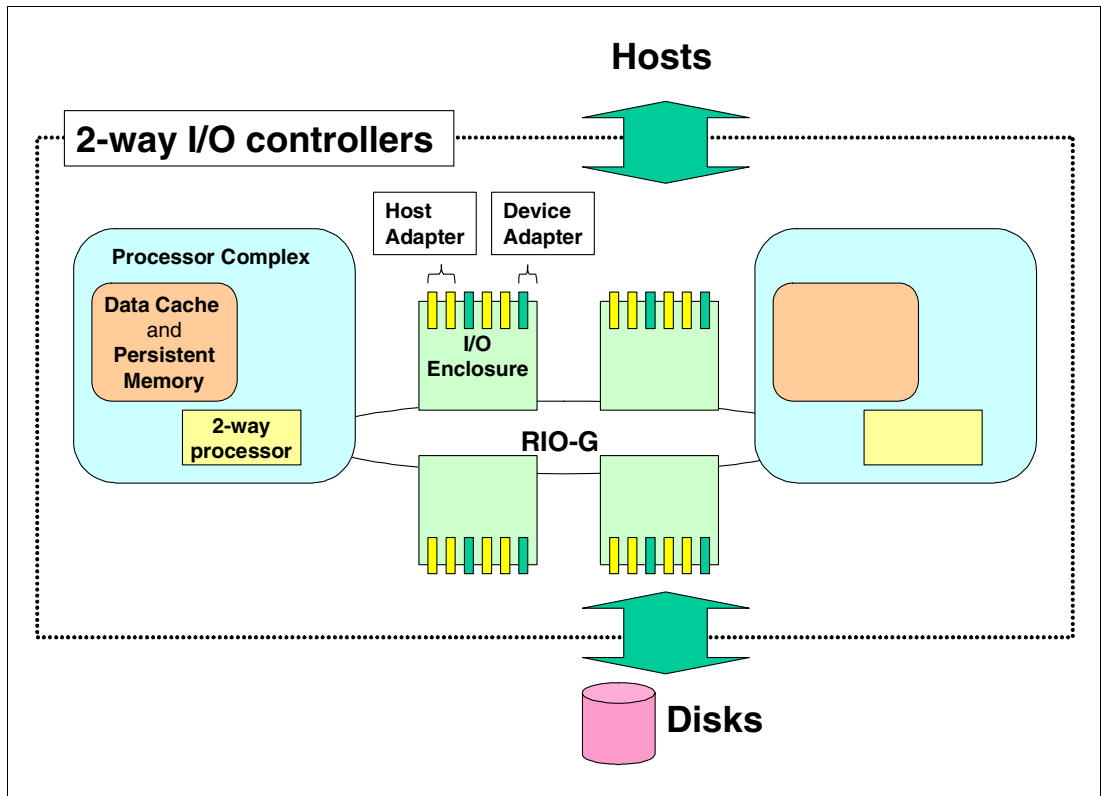 Hosts
2-way I/O controllers
Host
Adapter
Device
Adapter
Processor Complex
Data Cache
and
Persistent
Memory
I/O
Enclosure
2-way
processor
RIO-G
Disks